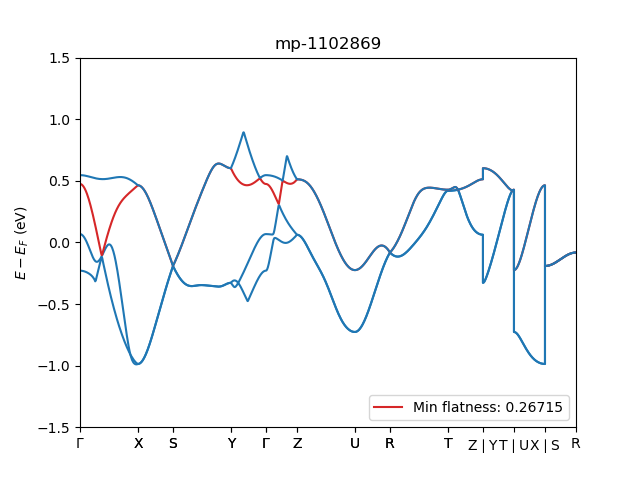 mp-1102869
1.5
1.0
0.5
0.0
−0.5
−1.0
−1.5
E − E_F (eV)
Min flatness: 0.26715
Γ X S Y Γ Z U R T Z | Y T | U X | S R